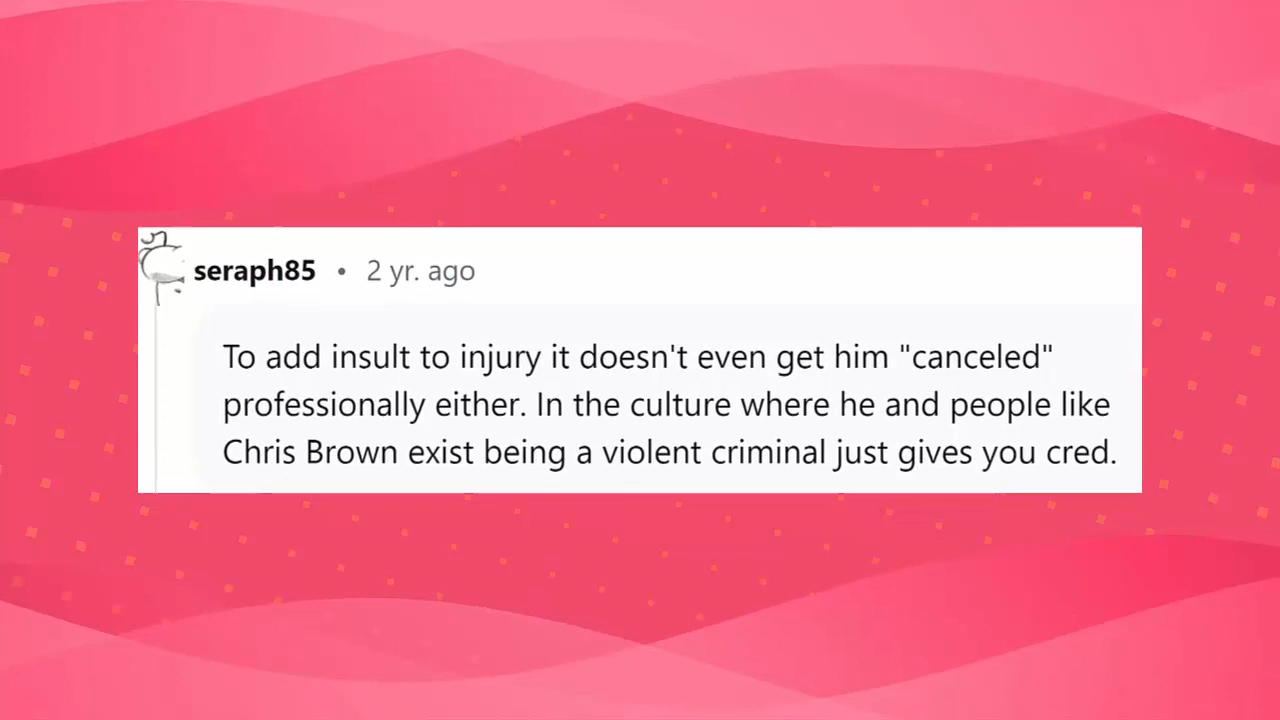 seraph85 • 2 yr. ago
To add insult to injury it doesn't even get him "canceled"
professionally either. In the culture where he and people like
Chris Brown exist being a violent criminal just gives you cred.